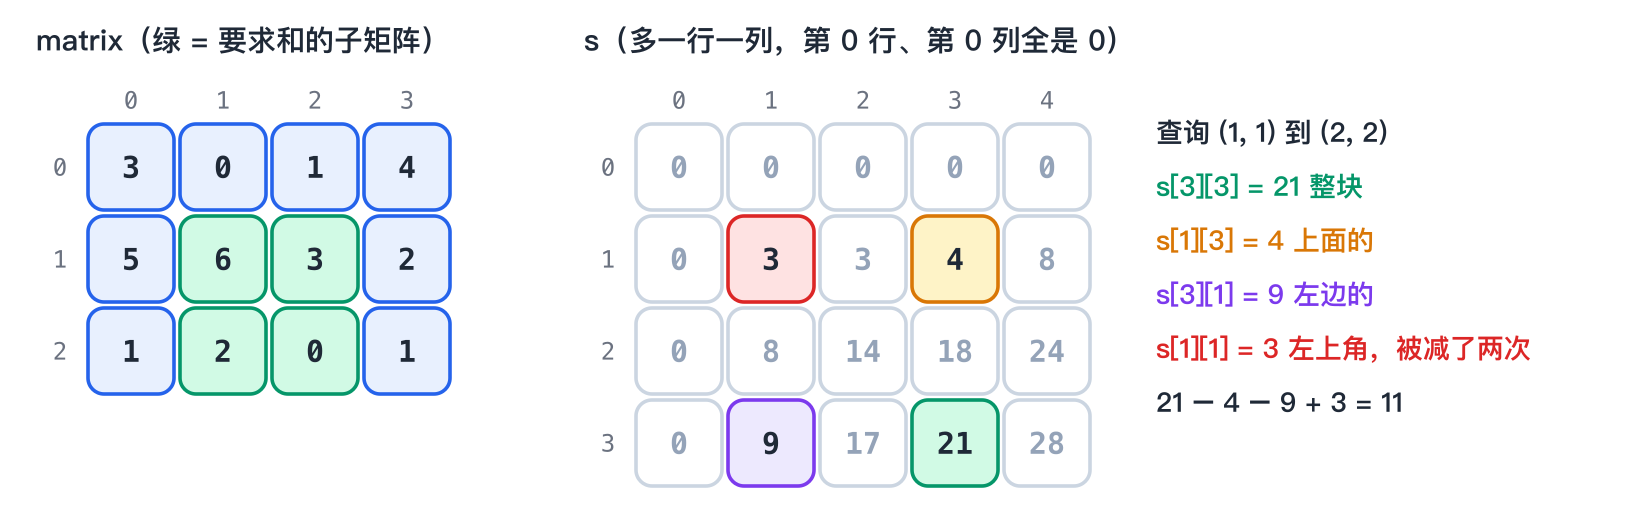 matrix（绿 = 要求和的子矩阵）
0 1 2 3
0 3 0 1 4
1 5 6 3 2
2 1 2 0 1
s（多一行一列，第 0 行、第 0 列全是 0）
0 1 2 3 4
0 0 0 0 0 0
1 0 3 3 4 8
2 0 8 14 18 24
3 0 9 17 21 28
查询 (1, 1) 到 (2, 2)
s[3][3] = 21 整块
s[1][3] = 4 上面的
s[3][1] = 9 左边的
s[1][1] = 3 左上角，被减了两次
21 − 4 − 9 + 3 = 11